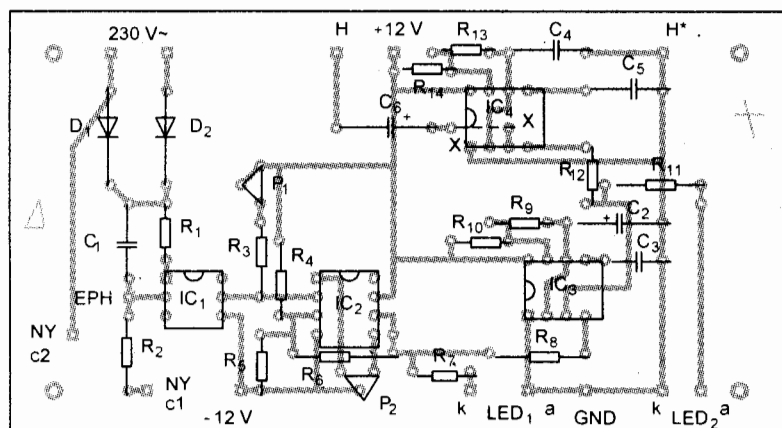 230 V~ H +12 V R13 C4 H*
R14 C5
D1 D2 C6 + IC4
X X
P1 R12 R11
R9 + C2
C1 R1 R3 R10 C3
R4
EPH IC1 IC2 IC3
NY c2 R2 R5 R6 R7 R8
NY c1
-12 V P2 k LED1 a GND k LED2 a